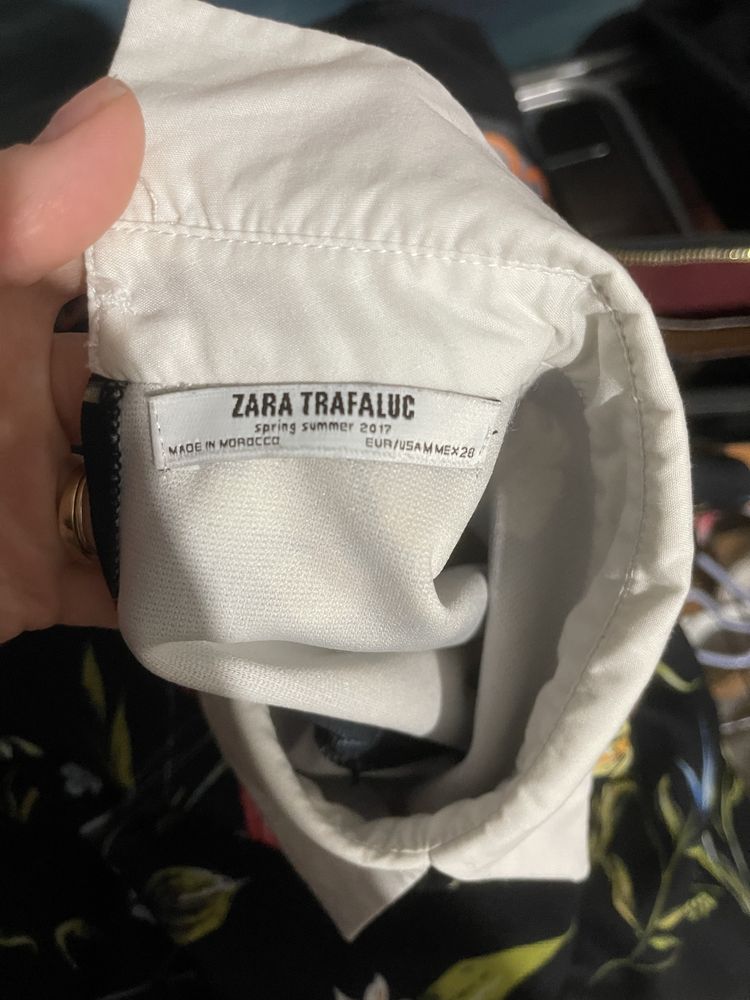 ZARA TRAFALUC
spring summer 2017
MADE IN MOROCCO EUR/USA M MEX 28